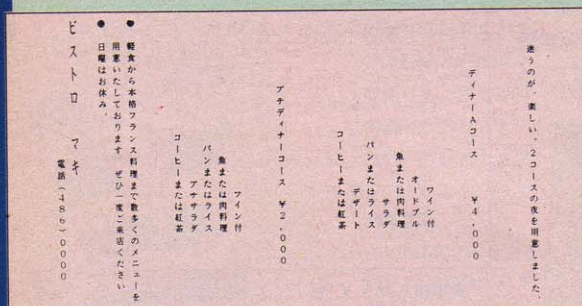 迷うのが、楽しい。2コースの夜を用意しました。
ディナーAコース ¥4,000
ワイン付
オードブル
魚または肉料理
サラダ
パンまたはライス
デザート
コーヒーまたは紅茶
プチディナーコース ¥2,000
ワイン付
魚または肉料理
プチサラダ
パンまたはライス
コーヒーまたは紅茶
● 軽食から本格フランス料理まで数多くのメニューを
用意いたしております ぜひ一度ご来店ください
● 日曜はお休み。
ビストロ マキ
電話(486)0000